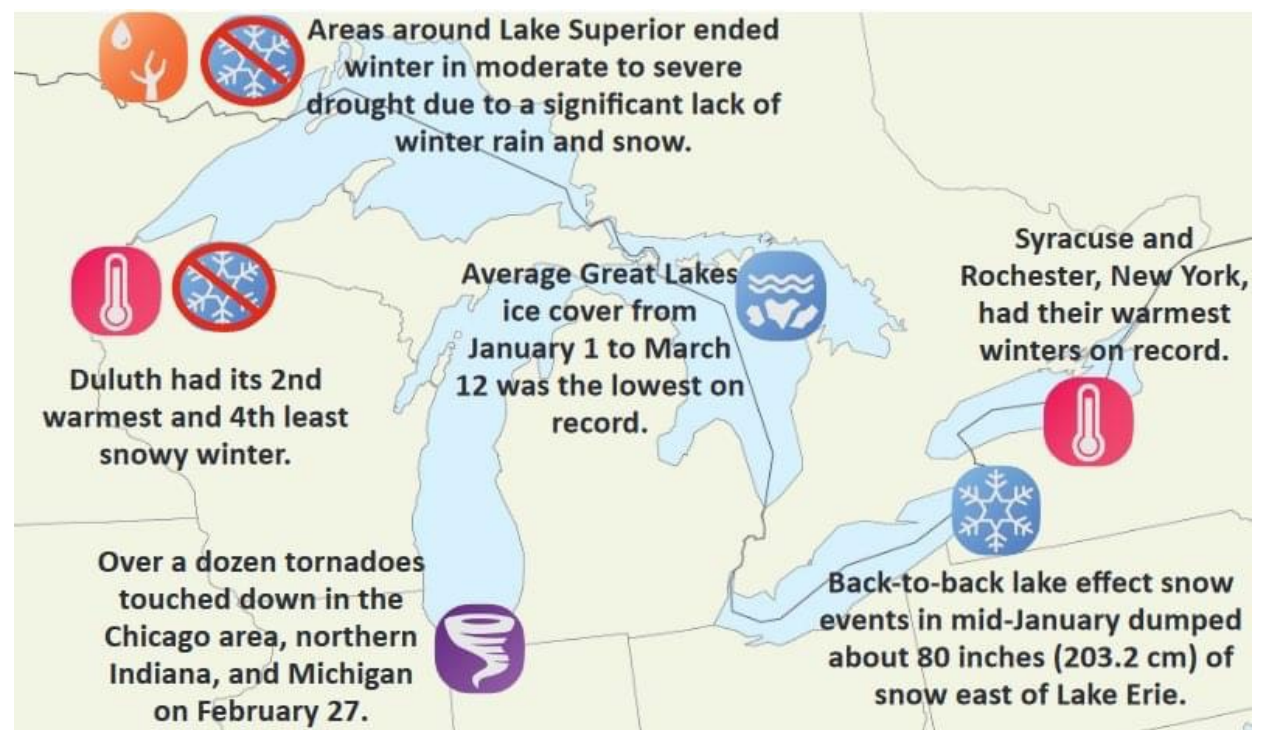 Areas around Lake Superior ended
winter in moderate to severe
drought due to a significant lack of
winter rain and snow.
Syracuse and
Rochester, New York,
had their warmest
winters on record.
Average Great Lakes
ice cover from
January 1 to March
12 was the lowest on
record.
Duluth had its 2nd
warmest and 4th least
snowy winter.
Over a dozen tornadoes
touched down in the
Chicago area, northern
Indiana, and Michigan
on February 27.
Back-to-back lake effect snow
events in mid-January dumped
about 80 inches (203.2 cm) of
snow east of Lake Erie.